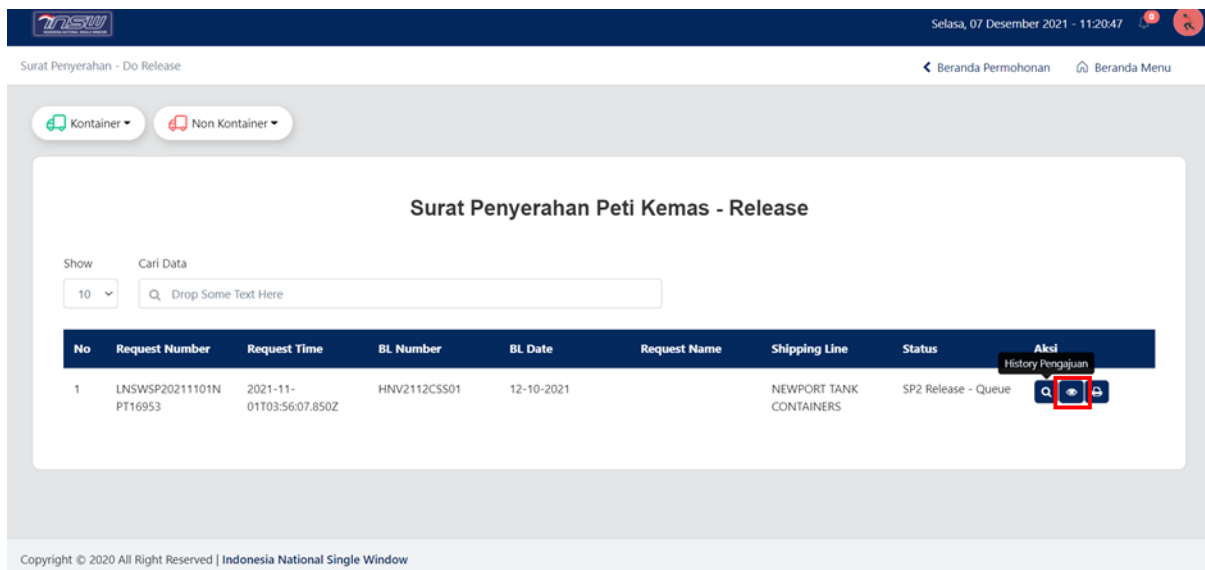 INSW
Selasa, 07 Desember 2021 - 11:20:47
0
Surat Penyerahan - Do Release
Beranda Permohonan
Beranda Menu
Kontainer
Non Kontainer
Surat Penyerahan Peti Kemas - Release
Show
Cari Data
10
Drop Some Text Here
No Request Number Request Time BL Number BL Date Request Name Shipping Line Status Aksi
History Pengajuan
1 LNSWSP20211101N 2021-11- HNV2112CSS01 12-10-2021 NEWPORT TANK SP2 Release - Queue
PT16953 01T03:56:07.850Z CONTAINERS
Copyright © 2020 All Right Reserved | Indonesia National Single Window